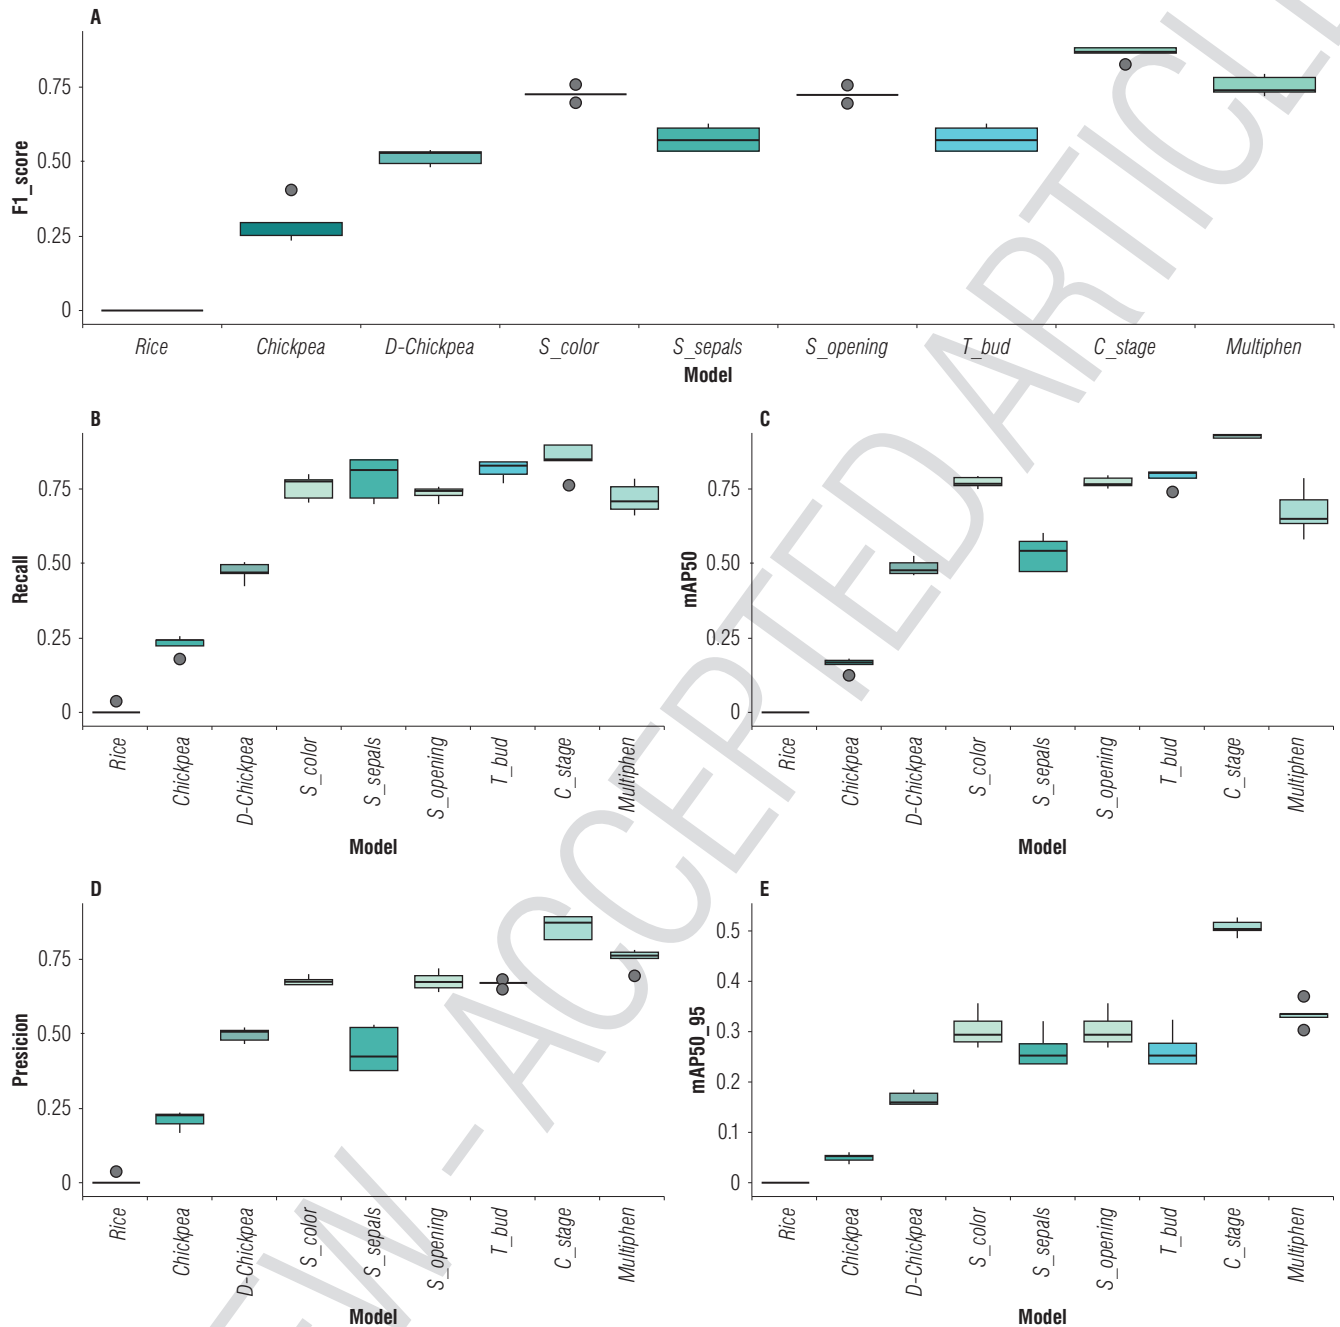 A
F1_score
0.75
0.50
0.25
0
Rice Chickpea D-Chickpea S_color S_sepals S_opening T_bud C_stage Multiphen
Model
B
Recall
0.75
0.50
0.25
0
Rice Chickpea D-Chickpea S_color S_sepals S_opening T_bud C_stage Multiphen
Model
C
mAP50
0.75
0.50
0.25
0
Rice Chickpea D-Chickpea S_color S_sepals S_opening T_bud C_stage Multiphen
Model
D
Presicion
0.75
0.50
0.25
0
Rice Chickpea D-Chickpea S_color S_sepals S_opening T_bud C_stage Multiphen
Model
E
mAP50_95
0.5
0.4
0.3
0.2
0.1
0
Rice Chickpea D-Chickpea S_color S_sepals S_opening T_bud C_stage Multiphen
Model
EW - ACCEPTED ARTICLE